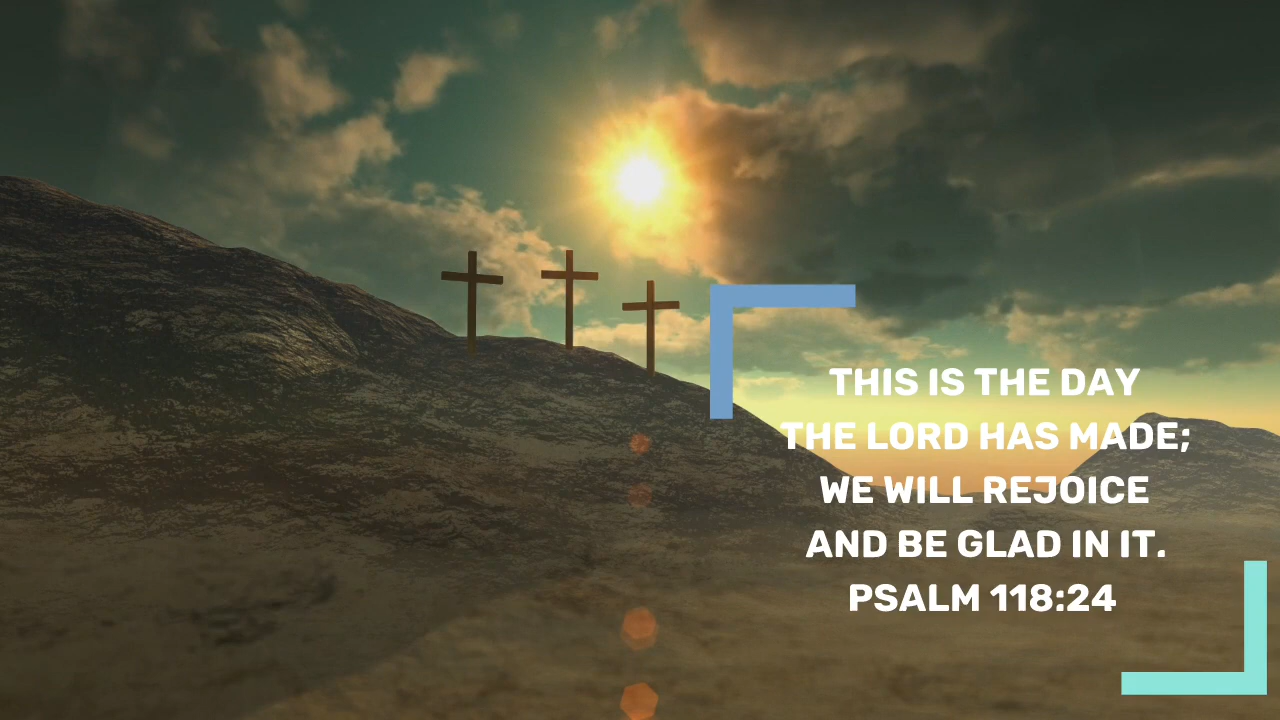 THIS IS THE DAY
THE LORD HAS MADE;
WE WILL REJOICE
AND BE GLAD IN IT.
PSALM 118:24